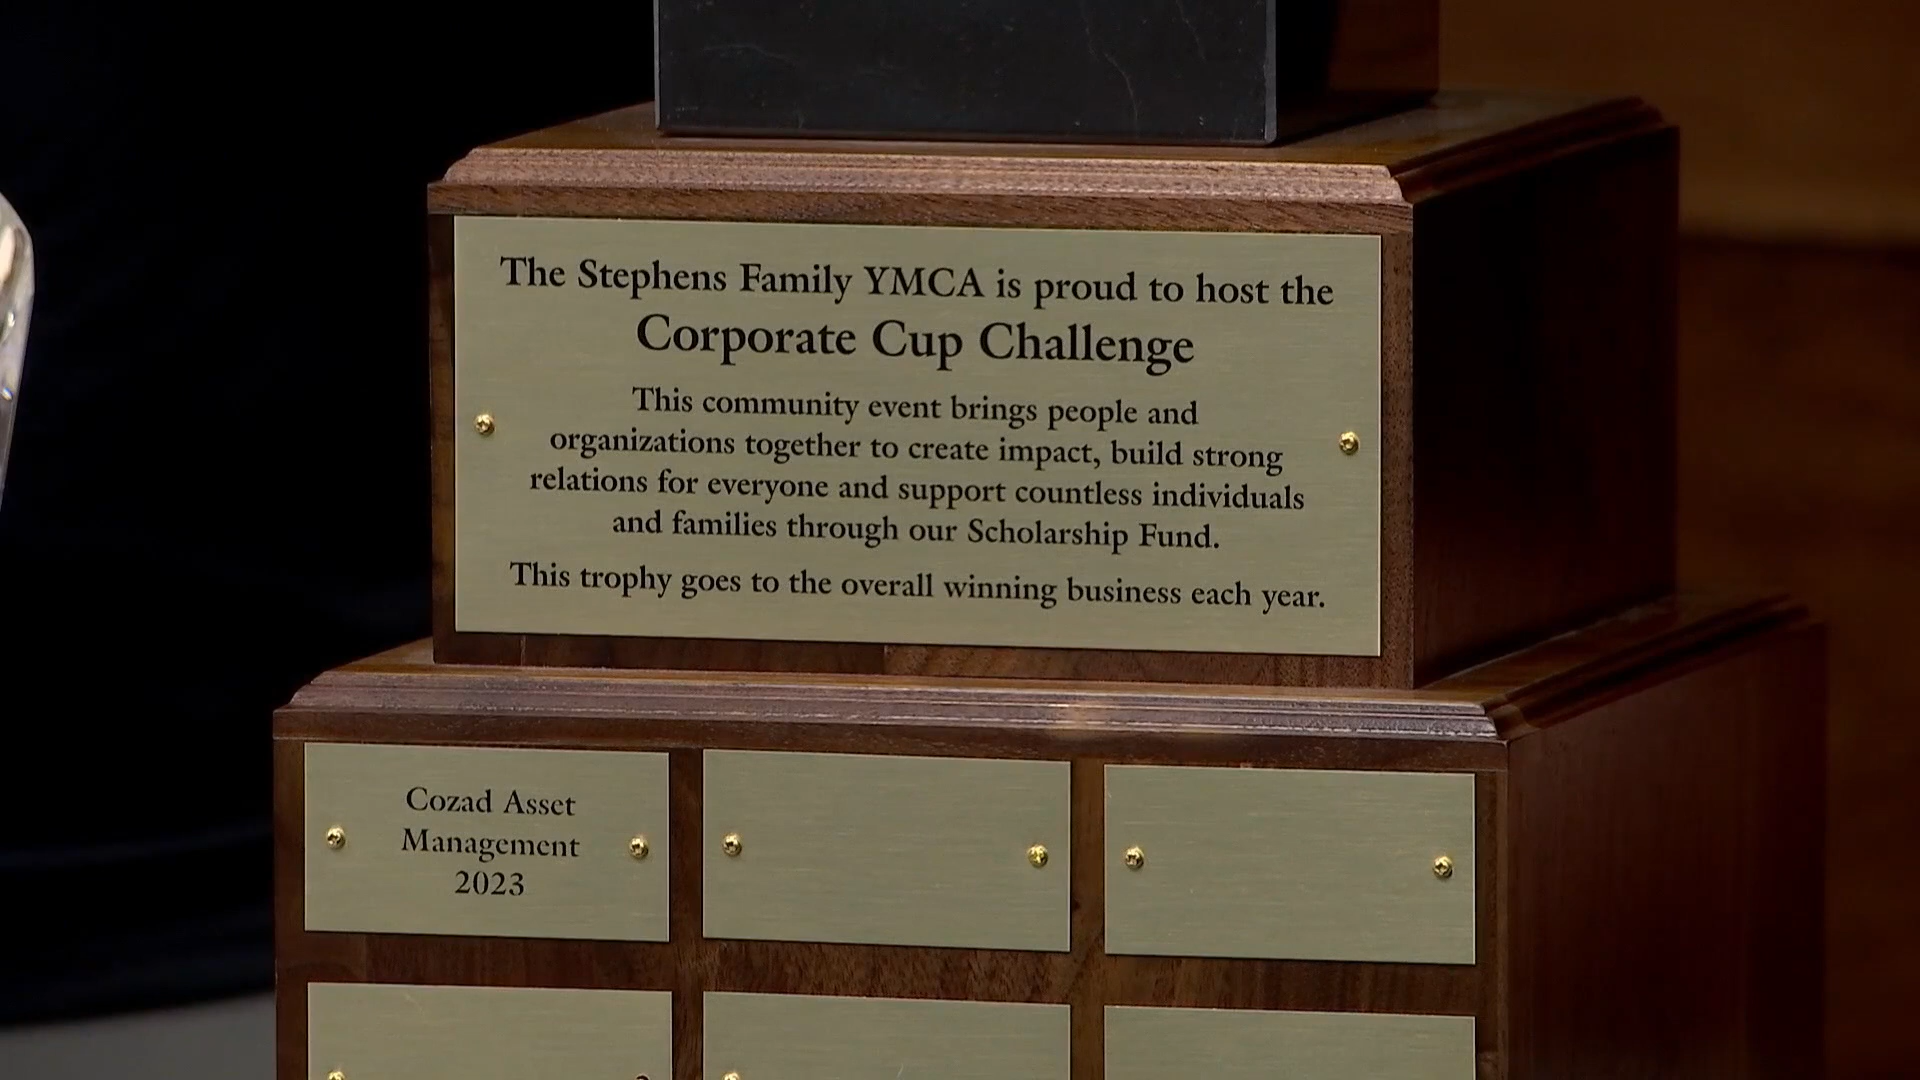 The Stephens Family YMCA is proud to host the
Corporate Cup Challenge
This community event brings people and
organizations together to create impact, build strong
relations for everyone and support countless individuals
and families through our Scholarship Fund.
This trophy goes to the overall winning business each year.
Cozad Asset
Management
2023